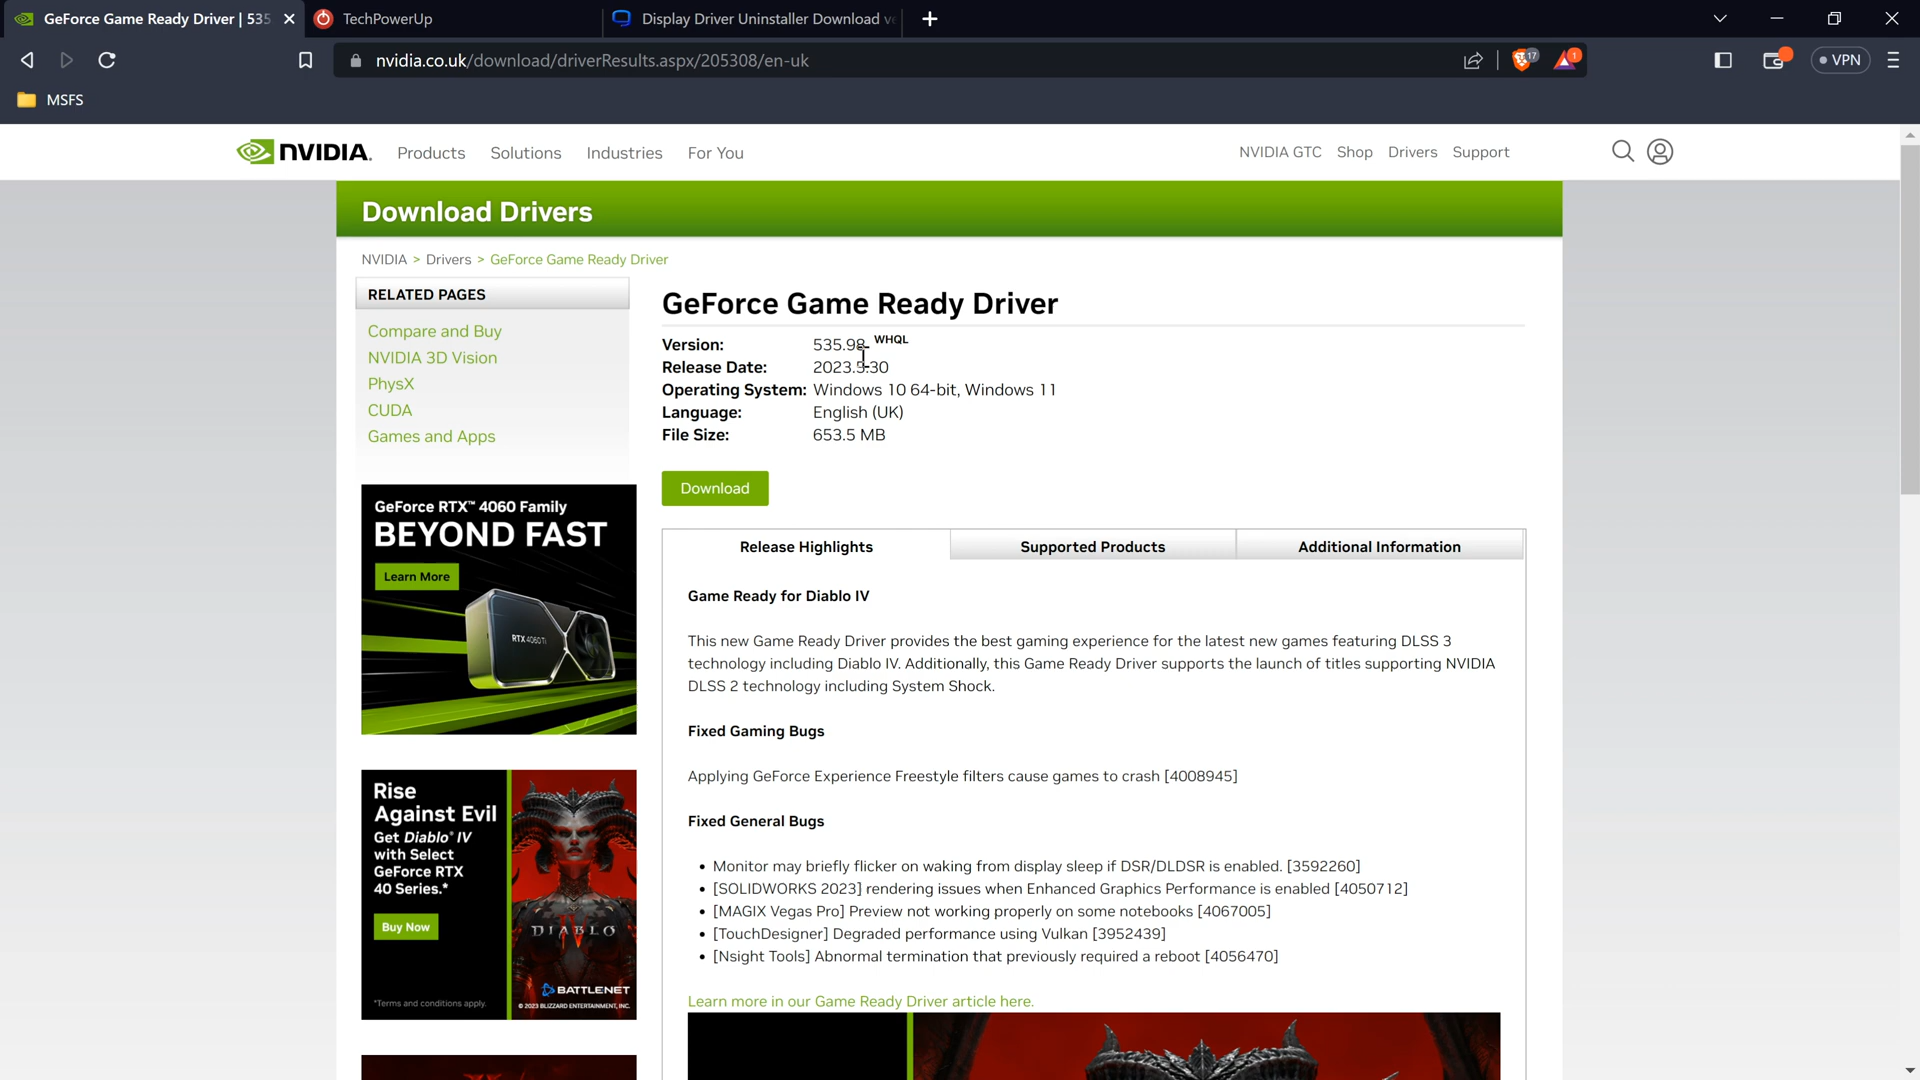 GeForce Game Ready Driver | 535
TechPowerUp
Display Driver Uninstaller Download ve
nvidia.co.uk/download/driverResults.aspx/205308/en-uk
17
1
VPN
MSFS
NVIDIA.
Products
Solutions
Industries
For You
NVIDIA GTC
Shop
Drivers
Support
Download Drivers
NVIDIA > Drivers > GeForce Game Ready Driver
RELATED PAGES
Compare and Buy
NVIDIA 3D Vision
PhysX
CUDA
Games and Apps
GeForce RTX™ 4060 Family
BEYOND FAST
Learn More
RTX 4060Ti
Rise
Against Evil
Get Diablo® IV
with Select
GeForce RTX
40 Series.*
Buy Now
DIABLO
BATTLENET
*Terms and conditions apply.
© 2023 BLIZZARD ENTERTAINMENT, INC.
GeForce Game Ready Driver
Version: 535.98 WHQL
Release Date: 2023.5.30
Operating System: Windows 10 64-bit, Windows 11
Language: English (UK)
File Size: 653.5 MB
Download
Release Highlights
Supported Products
Additional Information
Game Ready for Diablo IV
This new Game Ready Driver provides the best gaming experience for the latest new games featuring DLSS 3
technology including Diablo IV. Additionally, this Game Ready Driver supports the launch of titles supporting NVIDIA
DLSS 2 technology including System Shock.
Fixed Gaming Bugs
Applying GeForce Experience Freestyle filters cause games to crash [4008945]
Fixed General Bugs
• Monitor may briefly flicker on waking from display sleep if DSR/DLDSR is enabled. [3592260]
• [SOLIDWORKS 2023] rendering issues when Enhanced Graphics Performance is enabled [4050712]
• [MAGIX Vegas Pro] Preview not working properly on some notebooks [4067005]
• [TouchDesigner] Degraded performance using Vulkan [3952439]
• [Nsight Tools] Abnormal termination that previously required a reboot [4056470]
Learn more in our Game Ready Driver article here.